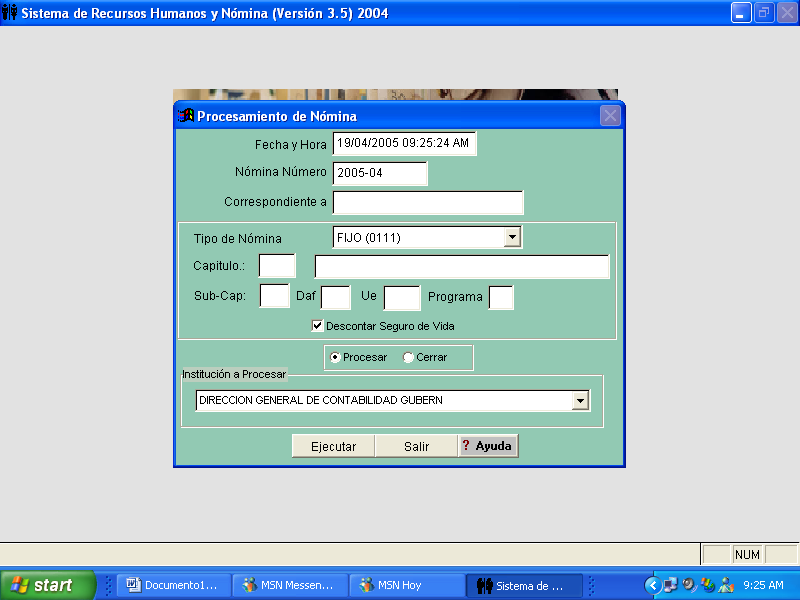 Sistema de Recursos Humanos y Nómina (Versión 3.5) 2004
Procesamiento de Nómina
Fecha y Hora 19/04/2005 09:25:24 AM
Nómina Número 2005-04
Correspondiente a
Tipo de Nómina FIJO (0111)
Capitulo.:
Sub-Cap: Daf Ue Programa
Descontar Seguro de Vida
Procesar Cerrar
Institución a Procesar
DIRECCION GENERAL DE CONTABILIDAD GUBERN
Ejecutar Salir ? Ayuda
NUM
start Documento1... MSN Messen... MSN Hoy Sistema de ... 9:25 AM